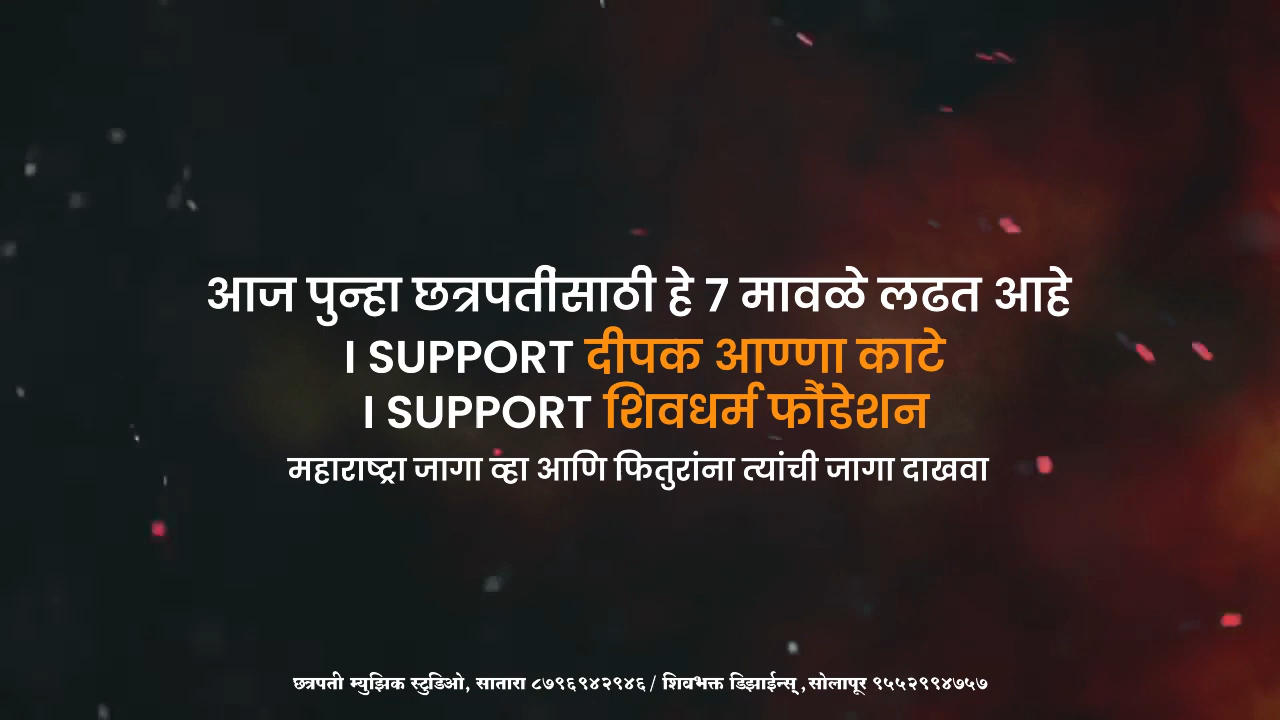 आज पुन्हा छत्रपतींसाठी हे 7 मावळे लढत आहे
I SUPPORT दीपक आण्णा काटे
I SUPPORT शिवधर्म फौंडेशन
महाराष्ट्रा जागा व्हा आणि फितुरांना त्यांची जागा दाखवा
छत्रपती म्युझिक स्टुडिओ, सातारा ८७९६९४२९४६ / शिवभक्त डिझाईन्स् , सोलापूर ९५५२९९४७५७